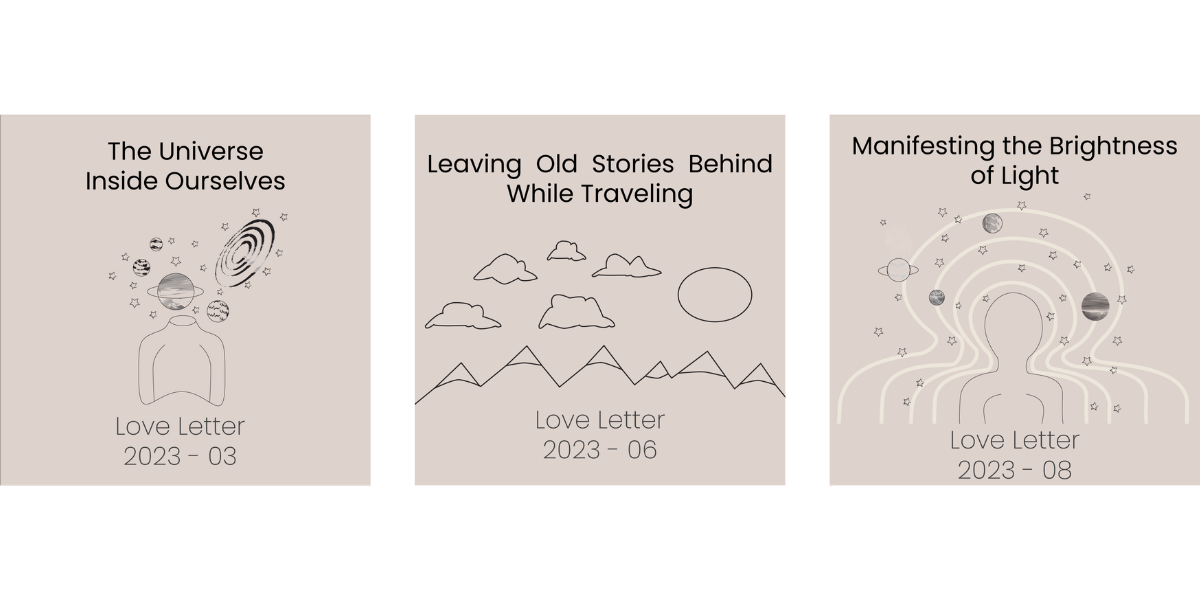 The Universe
Inside Ourselves
Love Letter
2023 - 03
Leaving Old Stories Behind
While Traveling
Love Letter
2023 - 06
Manifesting the Brightness
of Light
Love Letter
2023 - 08